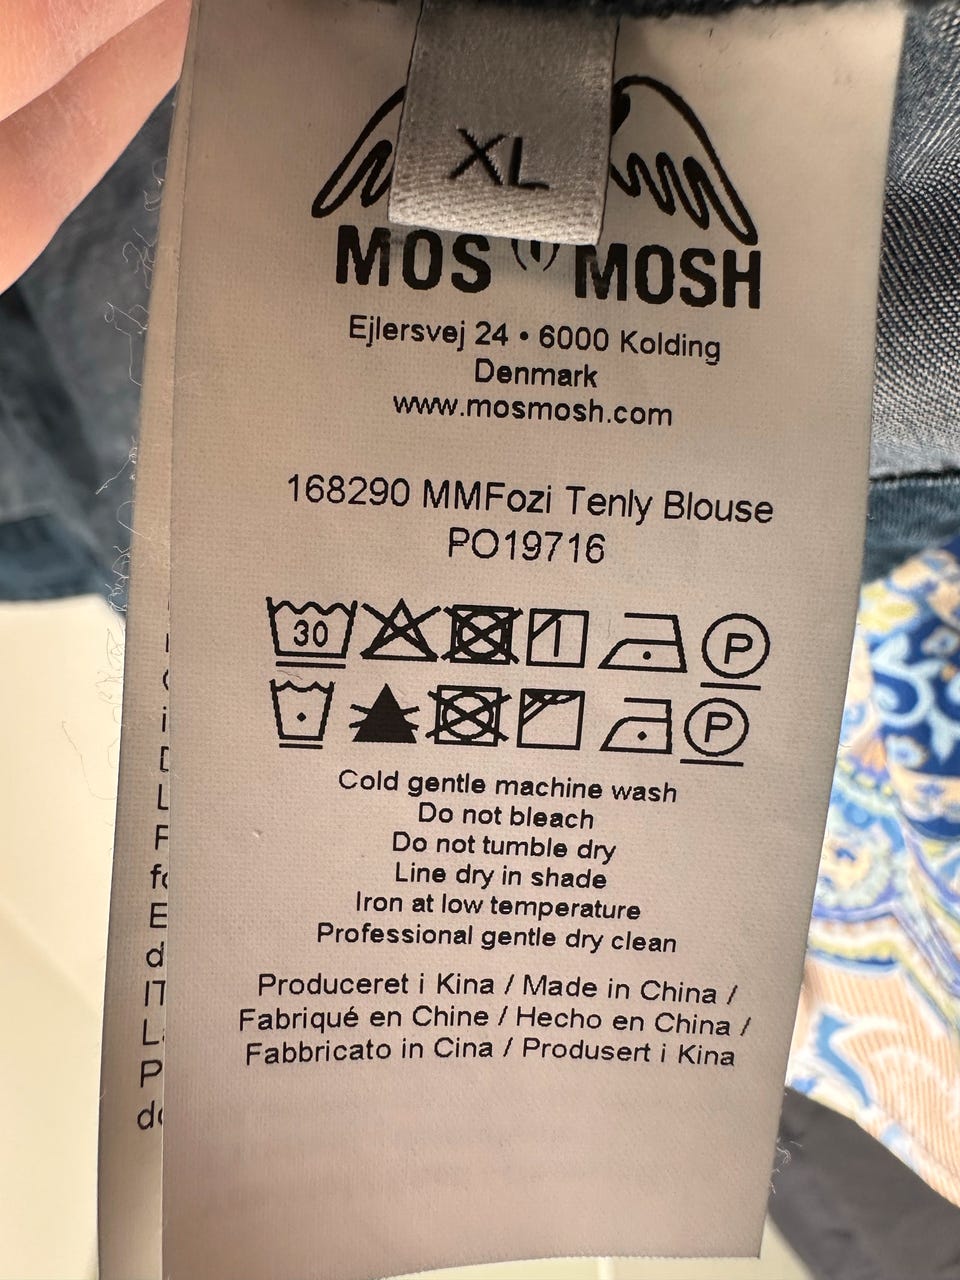 XL
MOS MOSH
Ejlersvej 24 • 6000 Kolding
Denmark
www.mosmosh.com
168290 MMFozi Tenly Blouse
PO19716
30
P
P
Cold gentle machine wash
Do not bleach
Do not tumble dry
Line dry in shade
Iron at low temperature
Professional gentle dry clean
Produceret i Kina / Made in China /
Fabriqué en Chine / Hecho en China /
Fabbricato in Cina / Produsert i Kina